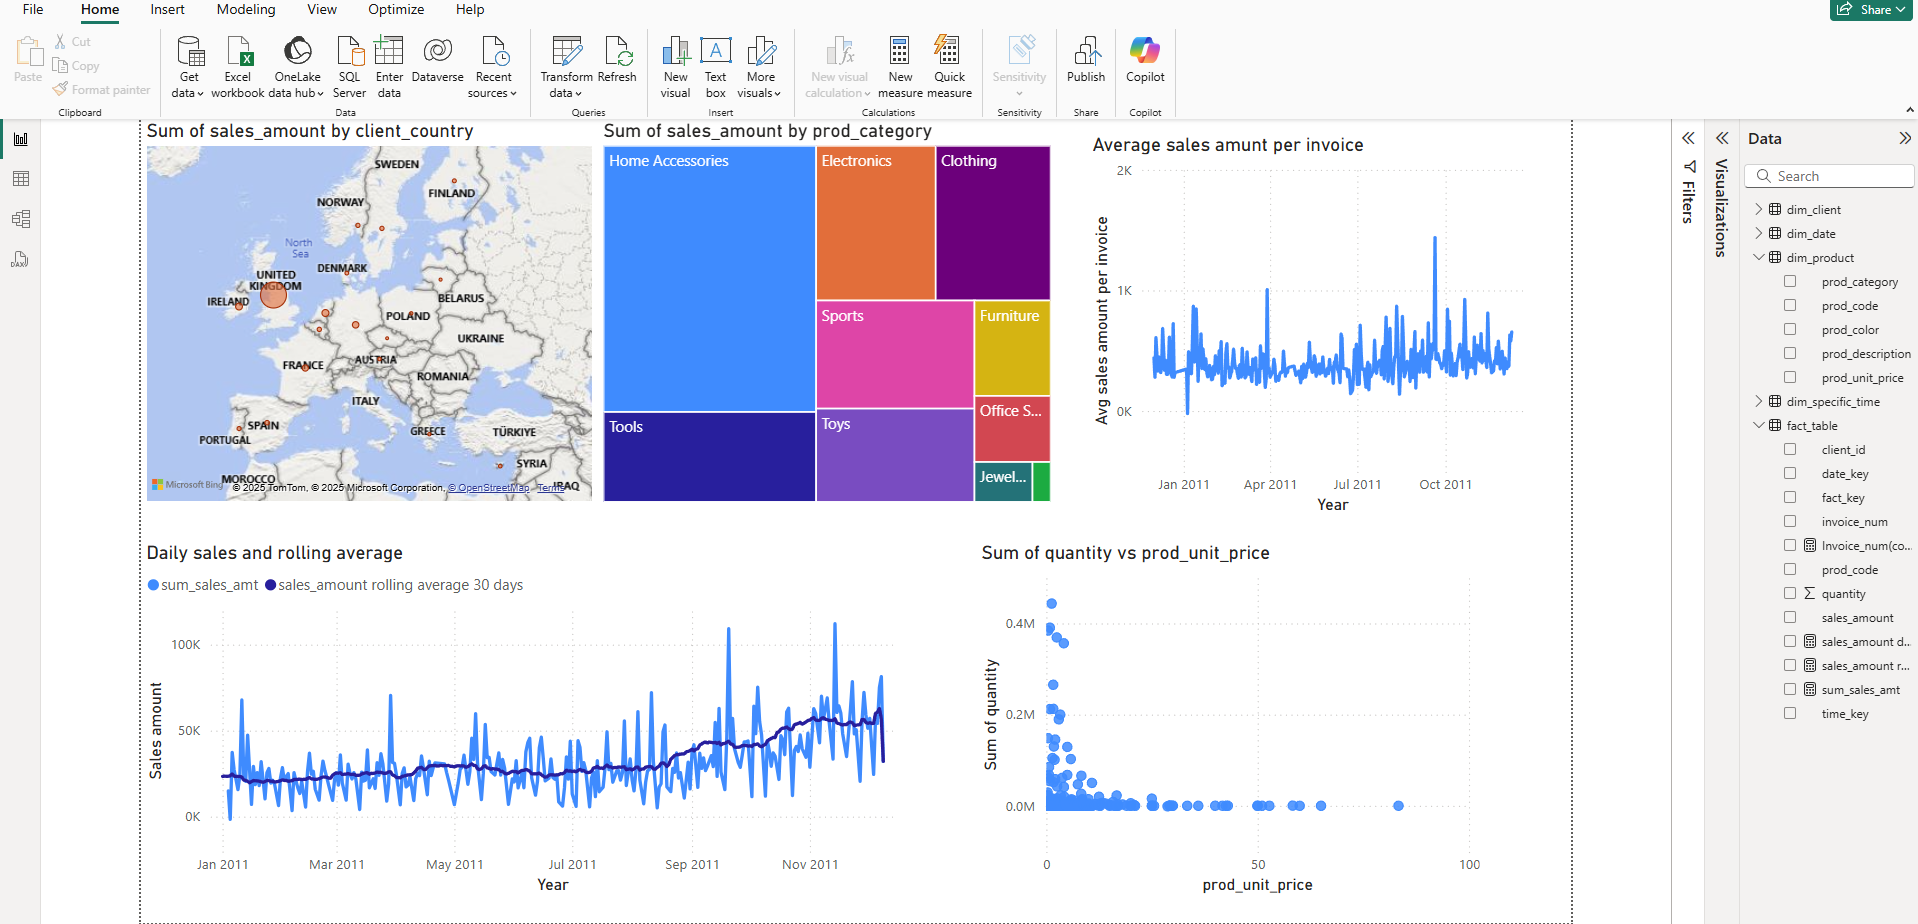 File Home Insert Modeling View Optimize Help Share
Paste
Cut
Copy
Format painter
Clipboard
Get data
Excel workbook
OneLake data hub
SQL Server
Enter data
Dataverse
Recent sources
Data
Transform data
Refresh
Queries
New visual
A
Text box
More visuals
Insert
New visual calculation
New measure
Quick measure
Calculations
Sensitivity
Sensitivity
Publish
Share
Copilot
Copilot
DAX
Sum of sales_amount by client_country
SWEDEN
FINLAND
NORWAY
North Sea
DENMARK
UNITED KINGDOM
IRELAND
BELARUS
POLAND
UKRAINE
FRANCE
AUSTRIA
ROMANIA
ITALY
SPAIN
PORTUGAL
GREECE
TÜRKIYE
SYRIA
MOROCCO
IRAQ
Microsoft Bing
© 2025 TomTom, © 2025 Microsoft Corporation, © OpenStreetMap Terms
Sum of sales_amount by prod_category
Home Accessories
Electronics
Clothing
Sports
Furniture
Tools
Toys
Office S...
Jewel...
Average sales amunt per invoice
Avg sales amount per invoice
2K
1K
0K
Jan 2011 Apr 2011 Jul 2011 Oct 2011
Year
Daily sales and rolling average
sum_sales_amt sales_amount rolling average 30 days
Sales amount
100K
50K
0K
Jan 2011 Mar 2011 May 2011 Jul 2011 Sep 2011 Nov 2011
Year
Sum of quantity vs prod_unit_price
Sum of quantity
0.4M
0.2M
0.0M
0 50 100
prod_unit_price
Filters
Visualizations
Data
Search
dim_client
dim_date
dim_product
prod_category
prod_code
prod_color
prod_description
prod_unit_price
dim_specific_time
fact_table
client_id
date_key
fact_key
invoice_num
Invoice_num(co...
prod_code
quantity
sales_amount
sales_amount d...
sales_amount r...
sum_sales_amt
time_key